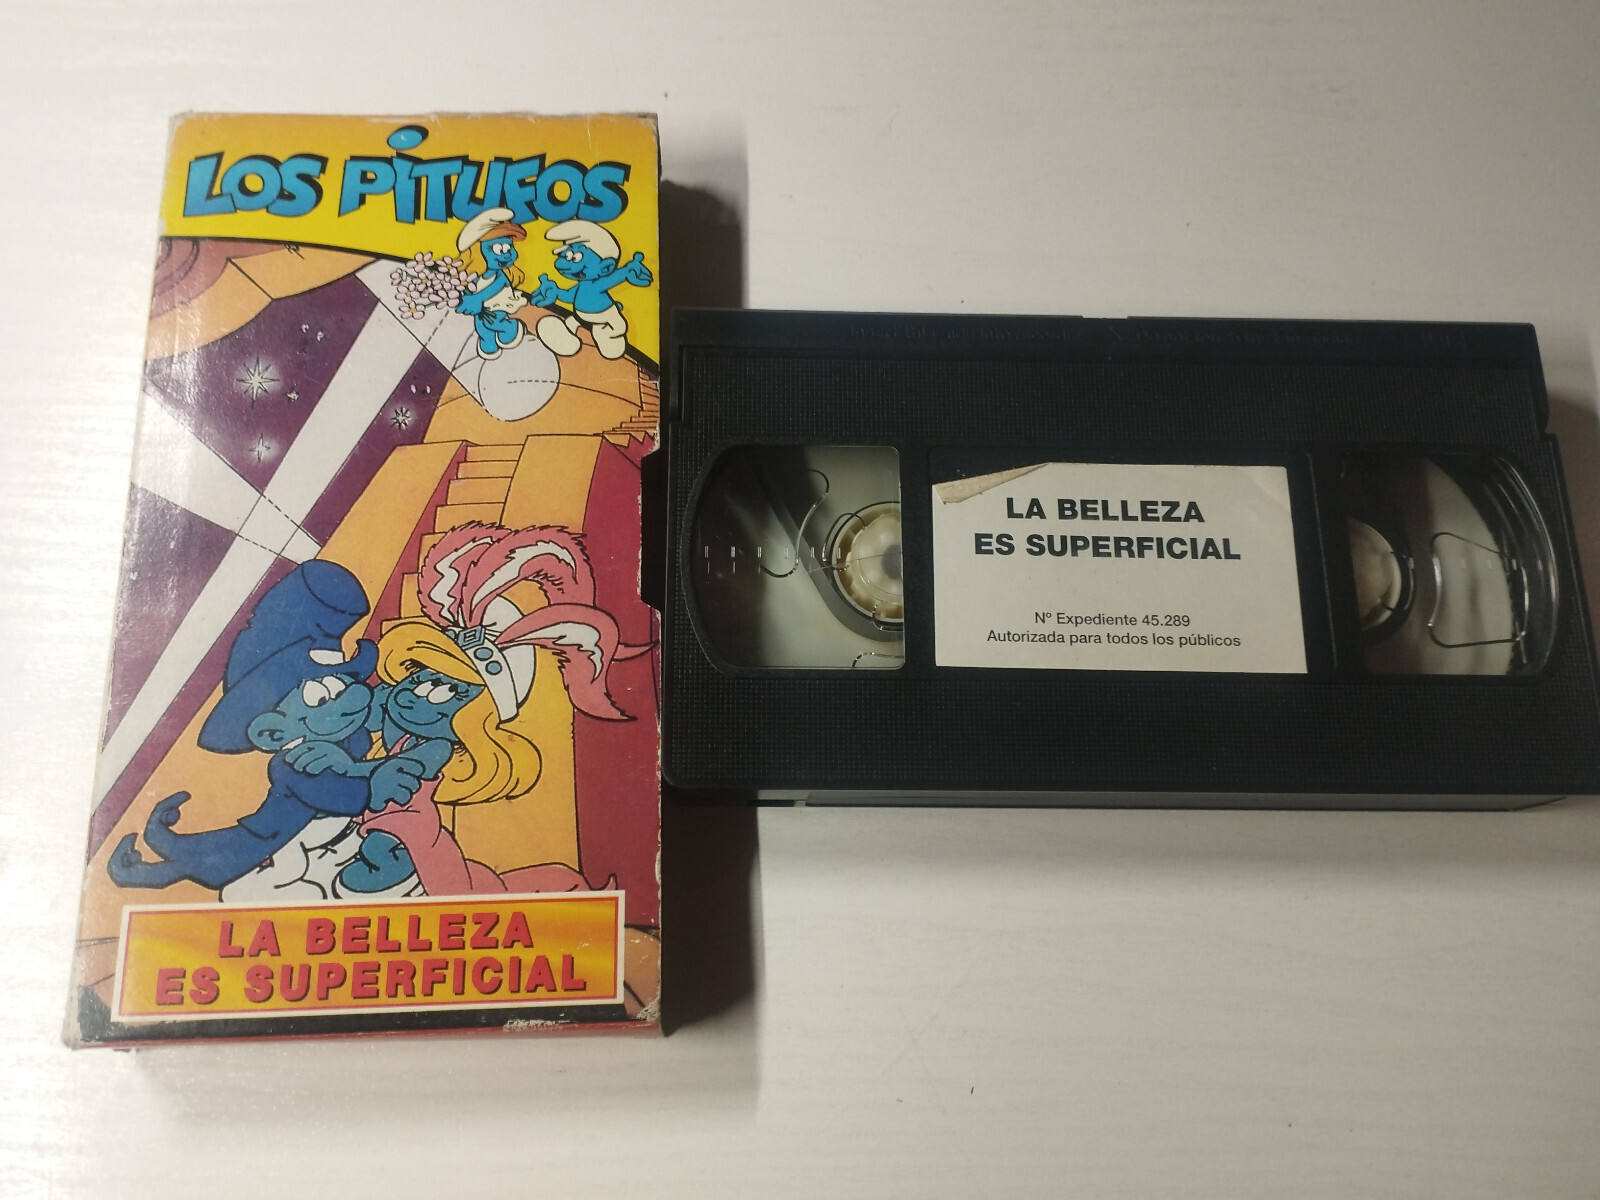 LOS PITUFOS
LA BELLEZA
ES SUPERFICIAL
LA BELLEZA
ES SUPERFICIAL
Nº Expediente 45.289
Autorizada para todos los públicos